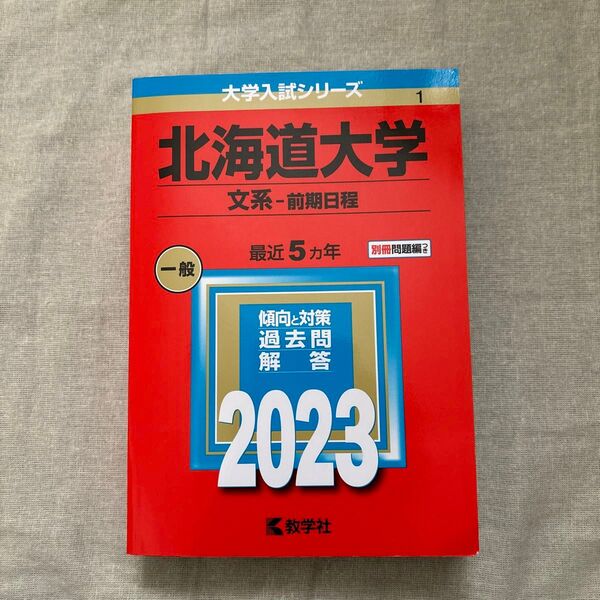 大学入試シリーズ
1
北海道大学
文系-前期日程
最近5カ年
別冊問題編つき
一般
傾向と対策
過去問
解答
2023
教学社